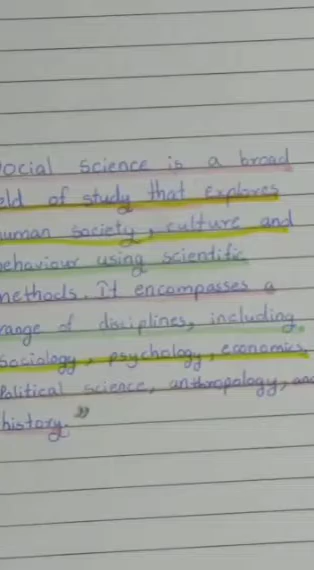 ocial science is a broad
eld of study that explores
uman society, culture and
ehaviour using scientific
methods. It encompasses a
range of disciplines, including
sociology, psychology, economics
Political science, anthropology, and
history."